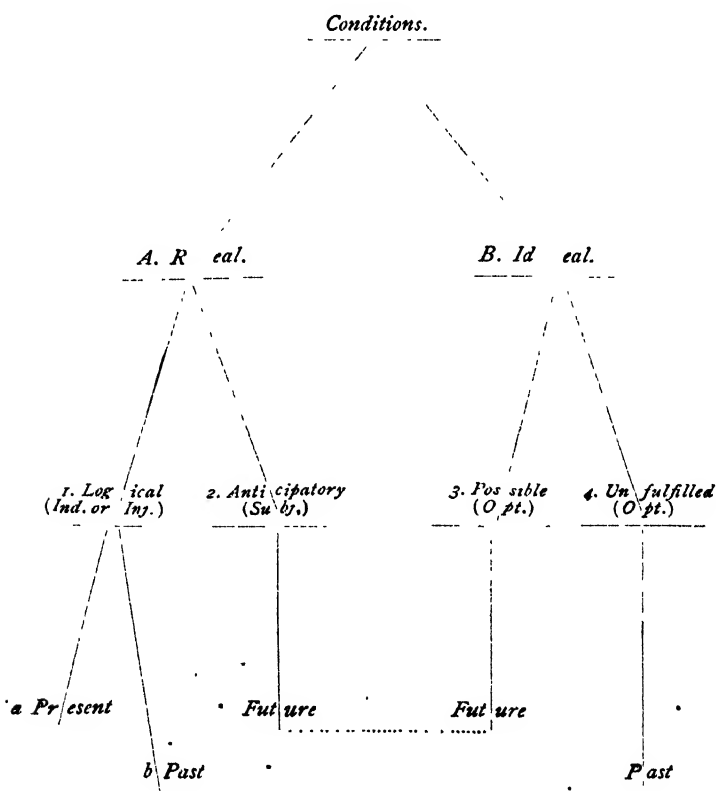 Conditions.
A. Real.
B. Ideal.
1. Logical
(Ind. or Inj.)
2. Anticipatory
(Subj.)
3. Possible
(Opt.)
4. Unfulfilled
(Opt.)
a Present
Future
Future
b Past
Past